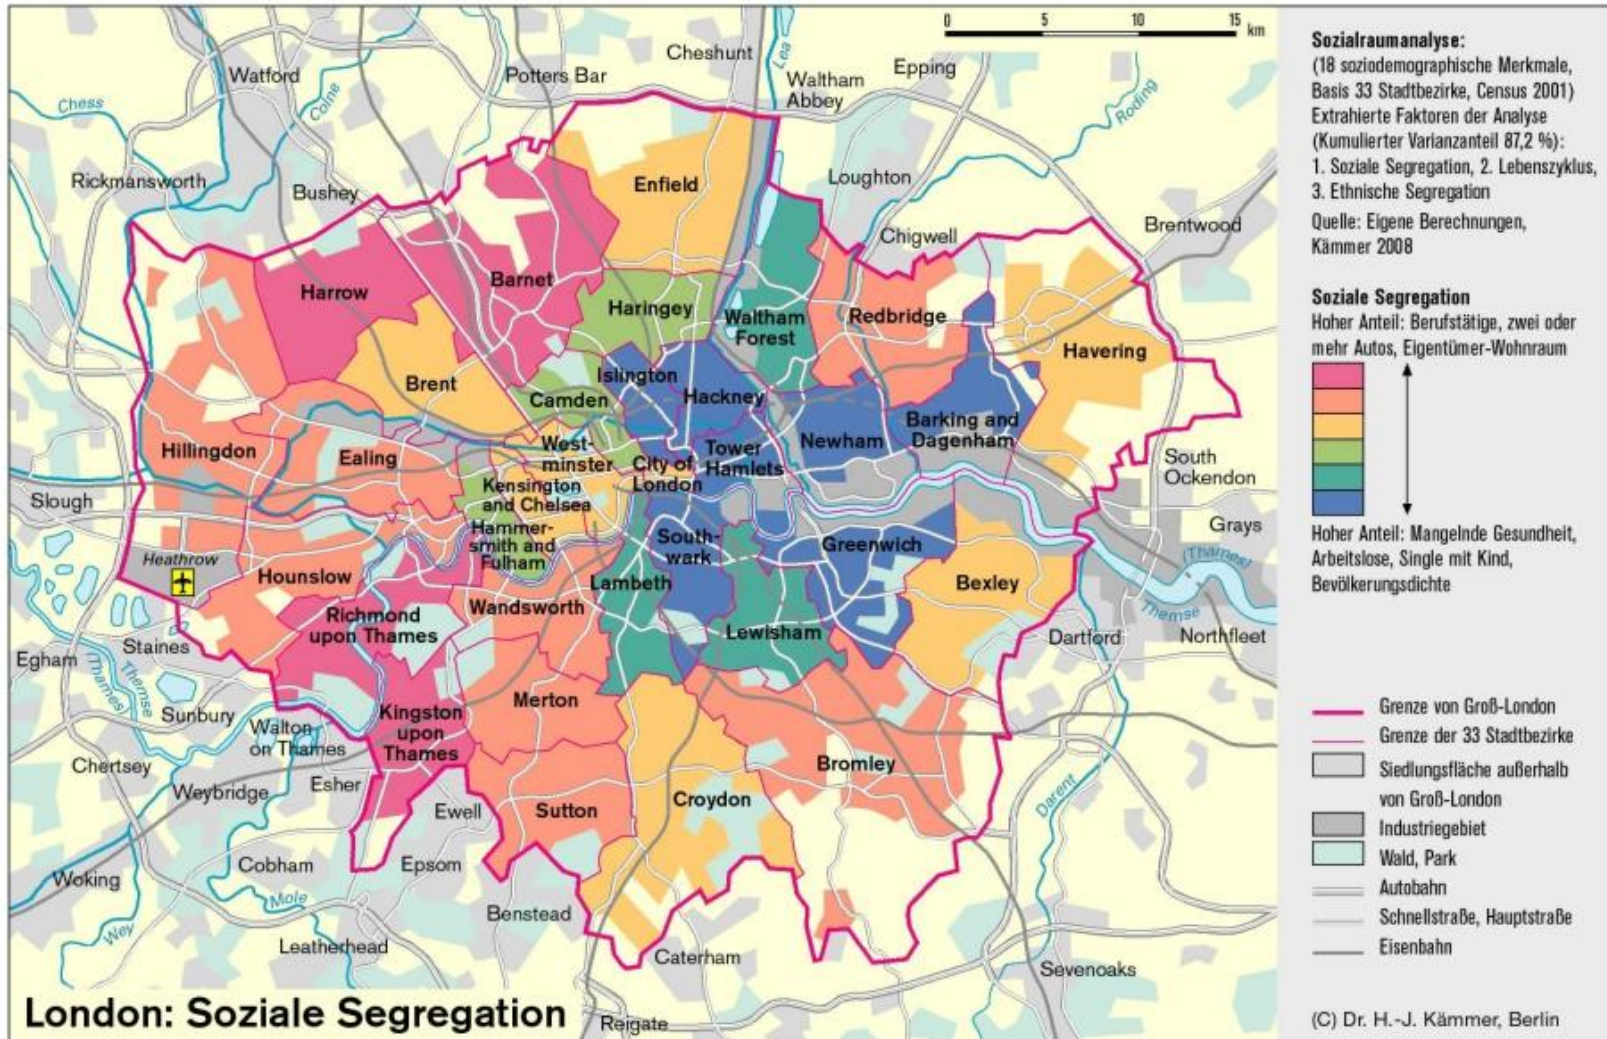 0 5 10 15 km
Cheshunt
Lea
Watford
Potters Bar
Waltham
Abbey
Epping
Chess
Colne
Roding
Rickmansworth
Bushey
Enfield
Loughton
Brentwood
Chigwell
Harrow
Barnet
Haringey
Waltham
Forest
Redbridge
Havering
Brent
Islington
Camden
Hackney
Barking and
Dagenham
Newham
Hillingdon
Ealing
West-
minster
City of
London
Tower
Hamlets
South
Ockendon
Slough
Kensington
and Chelsea
Grays
Hammer-
smith and
Fulham
South-
wark
Greenwich
(Thames)
Themse
Heathrow
Hounslow
Lambeth
Bexley
Richmond
upon Thames
Wandsworth
Lewisham
Dartford
Northfleet
Staines
Egham
(Thames)
Themse
Sunbury
Walton
on Thames
Kingston
upon
Thames
Merton
Chertsey
Weybridge
Esher
Bromley
Ewell
Sutton
Croydon
Darent
Cobham
Epsom
Woking
Mole
Wey
Benstead
Leatherhead
Caterham
Sevenoaks
Reigate
London: Soziale Segregation
Sozialraumanalyse:
(18 soziodemographische Merkmale,
Basis 33 Stadtbezirke, Census 2001)
Extrahierte Faktoren der Analyse
(Kumulierter Varianzanteil 87,2 %):
1. Soziale Segregation, 2. Lebenszyklus,
3. Ethnische Segregation
Quelle: Eigene Berechnungen,
Kämmer 2008
Soziale Segregation
Hoher Anteil: Berufstätige, zwei oder
mehr Autos, Eigentümer-Wohnraum
Hoher Anteil: Mangelnde Gesundheit,
Arbeitslose, Single mit Kind,
Bevölkerungsdichte
Grenze von Groß-London
Grenze der 33 Stadtbezirke
Siedlungsfläche außerhalb
von Groß-London
Industriegebiet
Wald, Park
Autobahn
Schnellstraße, Hauptstraße
Eisenbahn
(C) Dr. H.-J. Kämmer, Berlin